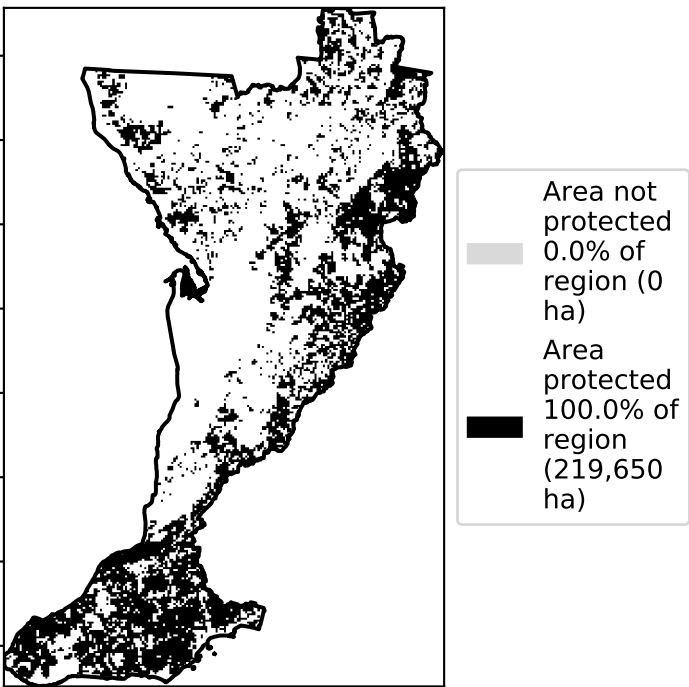 Area not
protected
0.0% of
region (0
ha)
Area
protected
100.0% of
region
(219,650
ha)